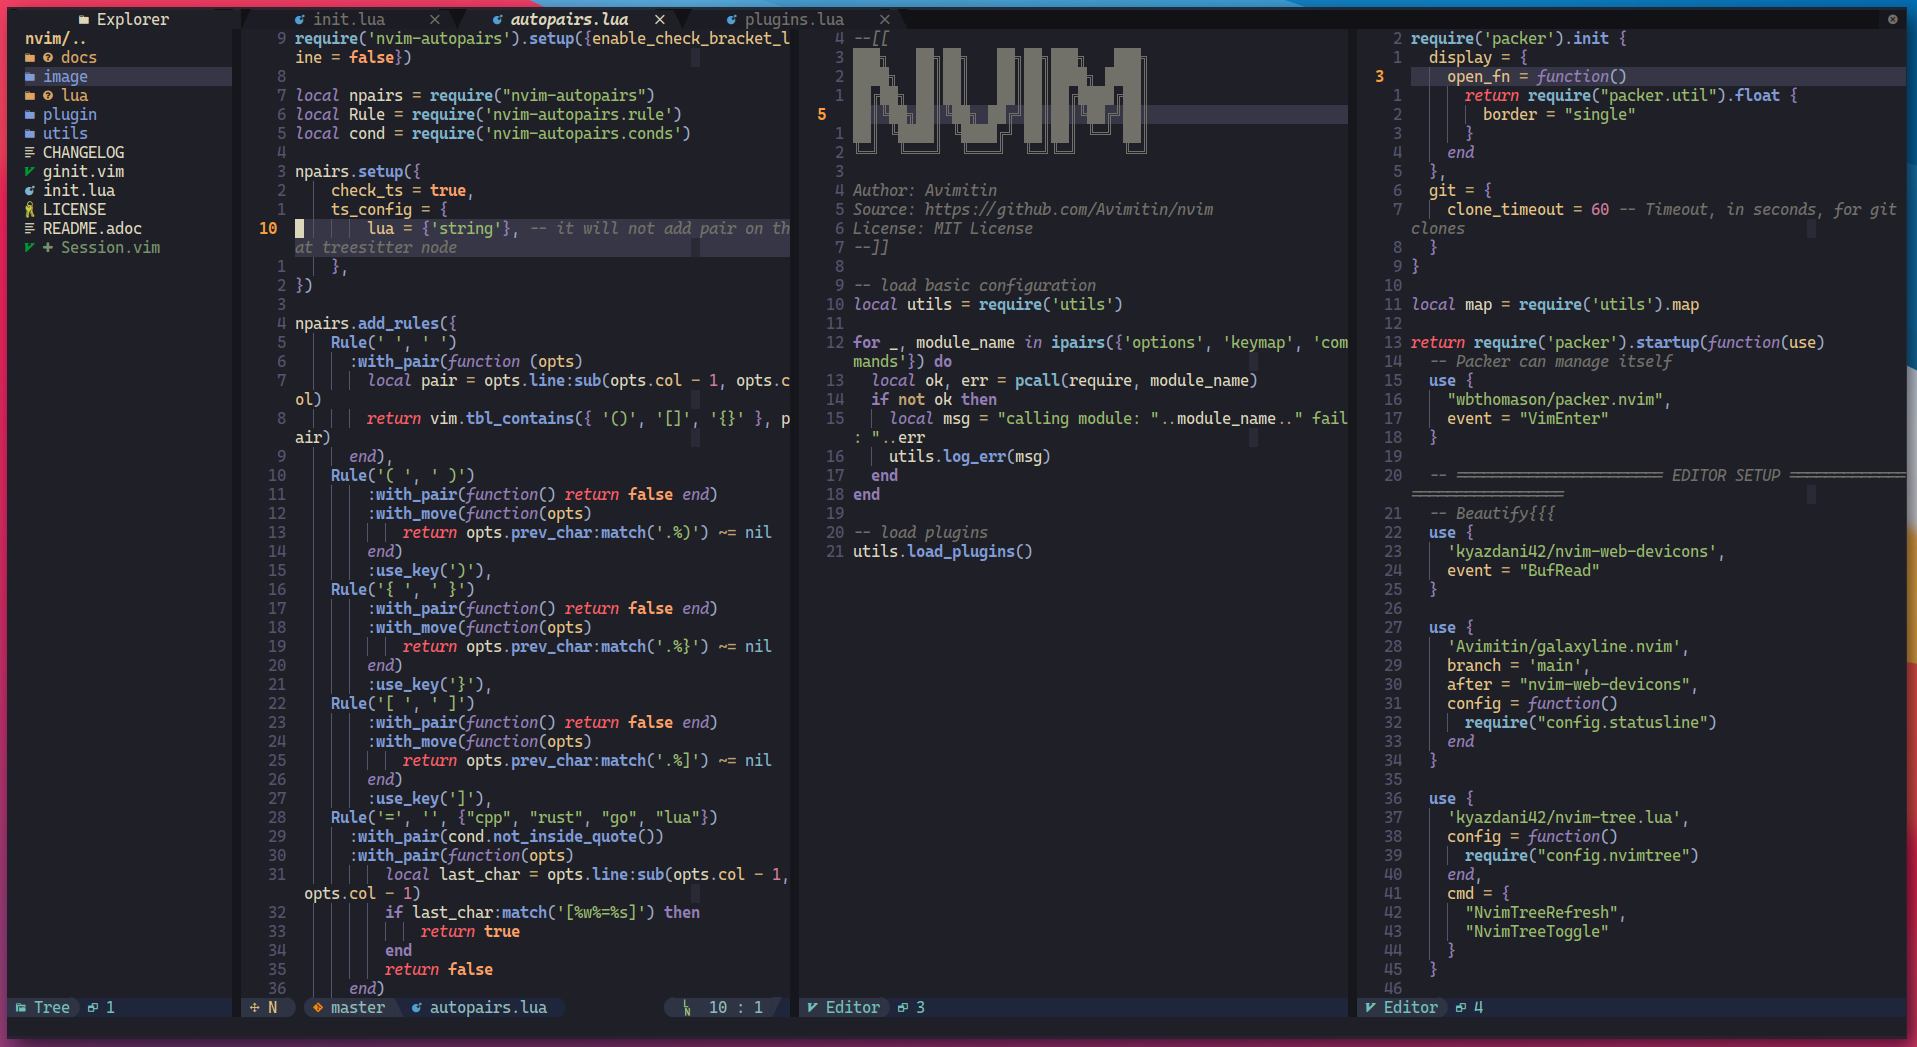 Explorer
nvim/..
docs
image
lua
plugin
utils
CHANGELOG
ginit.vim
init.lua
LICENSE
README.adoc
Session.vim
Tree 1
init.lua
autopairs.lua
plugins.lua
9 require('nvim-autopairs').setup({enable_check_bracket_l
ine = false})
8
7 local npairs = require("nvim-autopairs")
6 local Rule = require('nvim-autopairs.rule')
5 local cond = require('nvim-autopairs.conds')
4
3 npairs.setup({
2 check_ts = true,
1 ts_config = {
10 lua = {'string'}, -- it will not add pair on th
at treesitter node
1 },
2 })
3
4 npairs.add_rules({
5 Rule(' ', ' ')
6 :with_pair(function (opts)
7 local pair = opts.line:sub(opts.col - 1, opts.c
ol)
8 return vim.tbl_contains({ '()', '[]', '{}' }, p
air)
9 end),
10 Rule('( ', ' )')
11 :with_pair(function() return false end)
12 :with_move(function(opts)
13 return opts.prev_char:match('.%)') ~= nil
14 end)
15 :use_key(')'),
16 Rule('{ ', ' }')
17 :with_pair(function() return false end)
18 :with_move(function(opts)
19 return opts.prev_char:match('.%}') ~= nil
20 end)
21 :use_key('}'),
22 Rule('[ ', ' ]')
23 :with_pair(function() return false end)
24 :with_move(function(opts)
25 return opts.prev_char:match('.%]') ~= nil
26 end)
27 :use_key(']'),
28 Rule('=', '', {"cpp", "rust", "go", "lua"})
29 :with_pair(cond.not_inside_quote())
30 :with_pair(function(opts)
31 local last_char = opts.line:sub(opts.col - 1,
opts.col - 1)
32 if last_char:match('[%w%=%s]') then
33 return true
34 end
35 return false
36 end)
N master autopairs.lua LN 10 : 1
4 --[[
3
2
1
5 NVIM
1
2
3
4 Author: Avimitin
5 Source: https://github.com/Avimitin/nvim
6 License: MIT License
7 --]]
8
9 -- load basic configuration
10 local utils = require('utils')
11
12 for _, module_name in ipairs({'options', 'keymap', 'com
mands'}) do
13 local ok, err = pcall(require, module_name)
14 if not ok then
15 local msg = "calling module: "..module_name.." fail
: "..err
16 utils.log_err(msg)
17 end
18 end
19
20 -- load plugins
21 utils.load_plugins()
Editor 3
2 require('packer').init {
1 display = {
3 open_fn = function()
1 return require("packer.util").float {
2 border = "single"
3 }
4 end
5 },
6 git = {
7 clone_timeout = 60 -- Timeout, in seconds, for git
clones
8 }
9 }
10
11 local map = require('utils').map
12
13 return require('packer').startup(function(use)
14 -- Packer can manage itself
15 use {
16 "wbthomason/packer.nvim",
17 event = "VimEnter"
18 }
19
20 -- ======================= EDITOR SETUP =============
=================
21 -- Beautify{{{
22 use {
23 'kyazdani42/nvim-web-devicons',
24 event = "BufRead"
25 }
26
27 use {
28 'Avimitin/galaxyline.nvim',
29 branch = 'main',
30 after = "nvim-web-devicons",
31 config = function()
32 require("config.statusline")
33 end
34 }
35
36 use {
37 'kyazdani42/nvim-tree.lua',
38 config = function()
39 require("config.nvimtree")
40 end,
41 cmd = {
42 "NvimTreeRefresh",
43 "NvimTreeToggle"
44 }
45 }
46
Editor 4